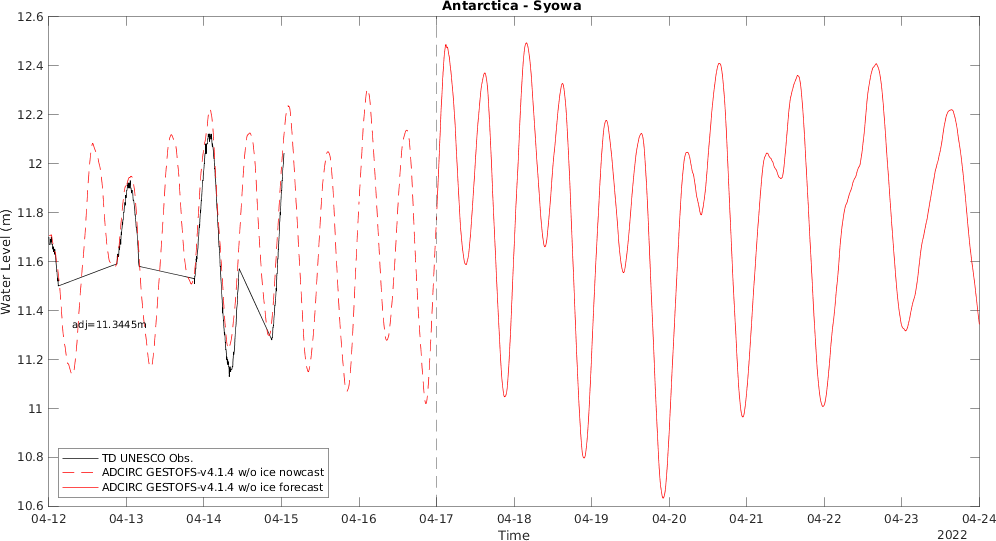 Antarctica - Syowa
12.6
12.4
12.2
12
11.8
11.6
11.4
11.2
11
10.8
10.6
Water Level (m)
adj=11.3445m
TD UNESCO Obs.
ADCIRC GESTOFS-v4.1.4 w/o ice nowcast
ADCIRC GESTOFS-v4.1.4 w/o ice forecast
04-12 04-13 04-14 04-15 04-16 04-17 04-18 04-19 04-20 04-21 04-22 04-23 04-24
Time
2022